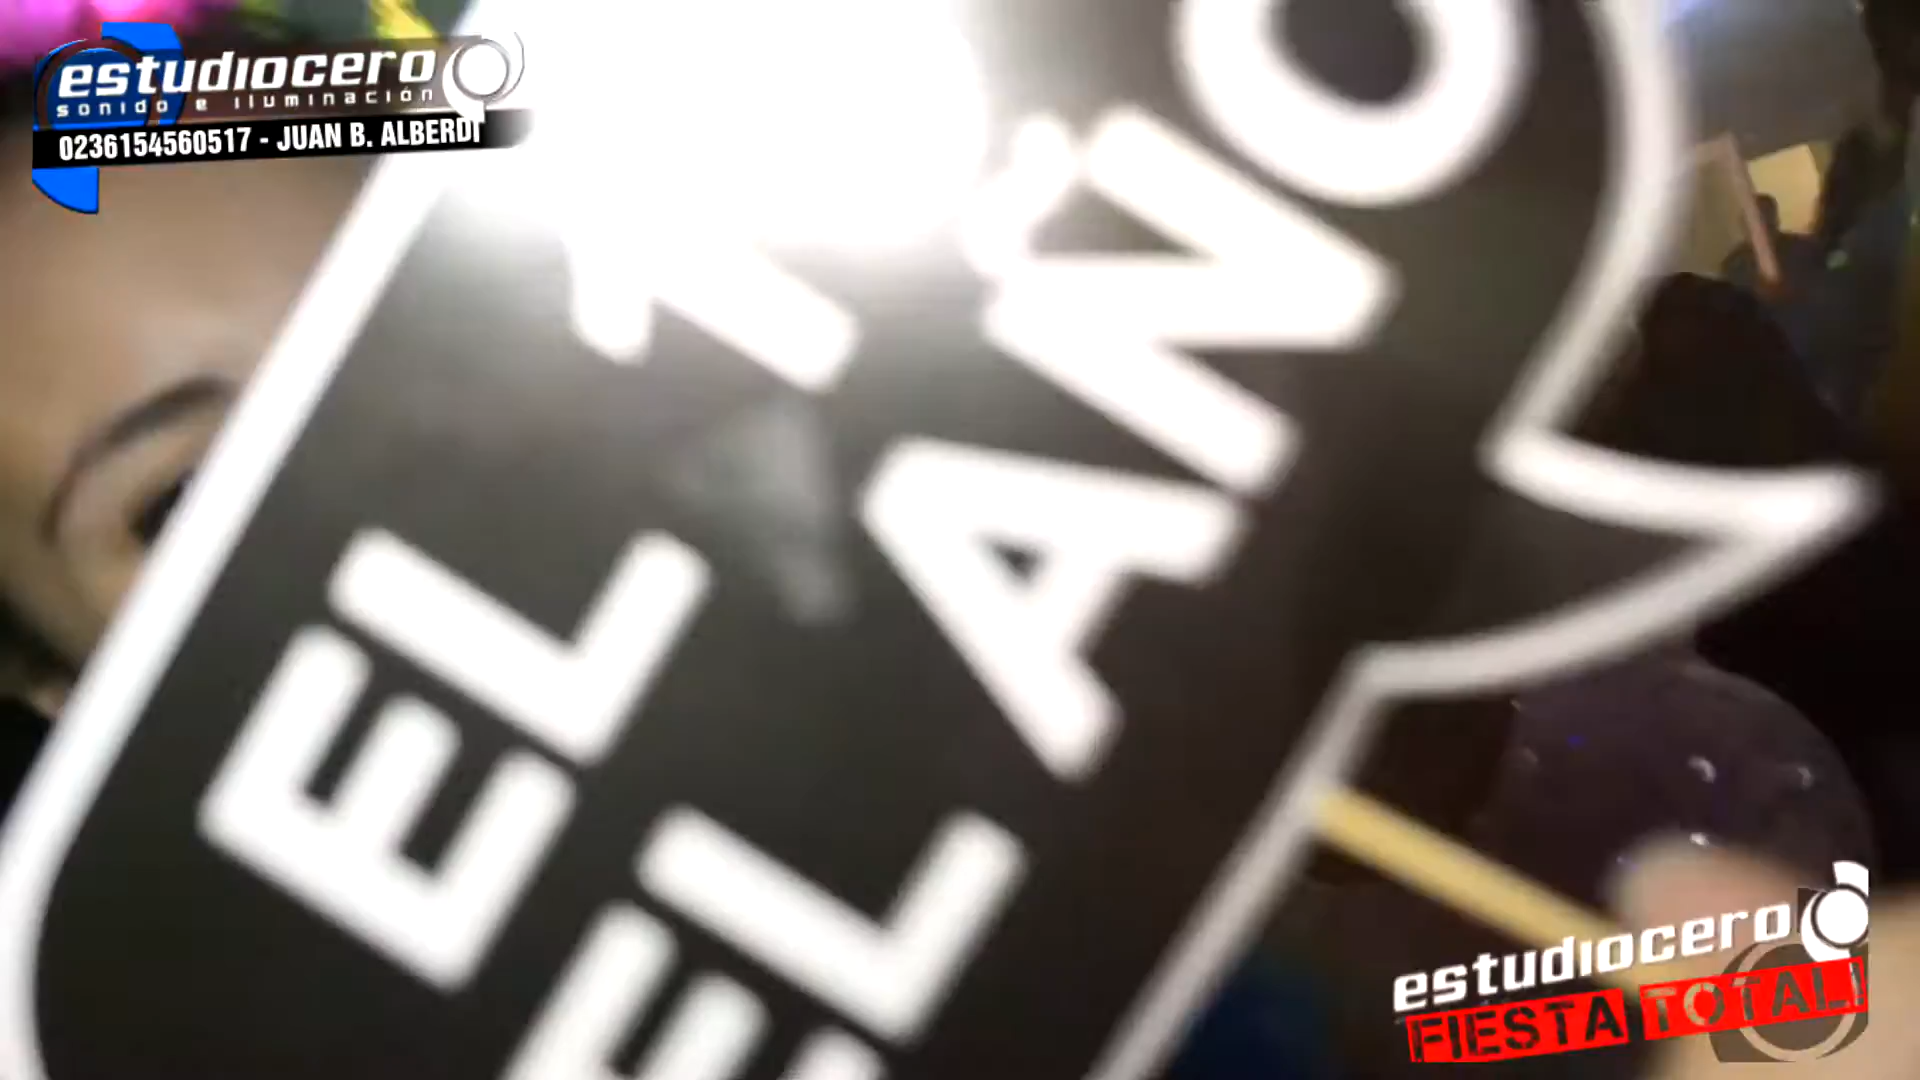 estudiocero
sonido e iluminación
0236154560517 - JUAN B. ALBERDI
EL
EL AÑO
estudiocero
FIESTA TOTAL!